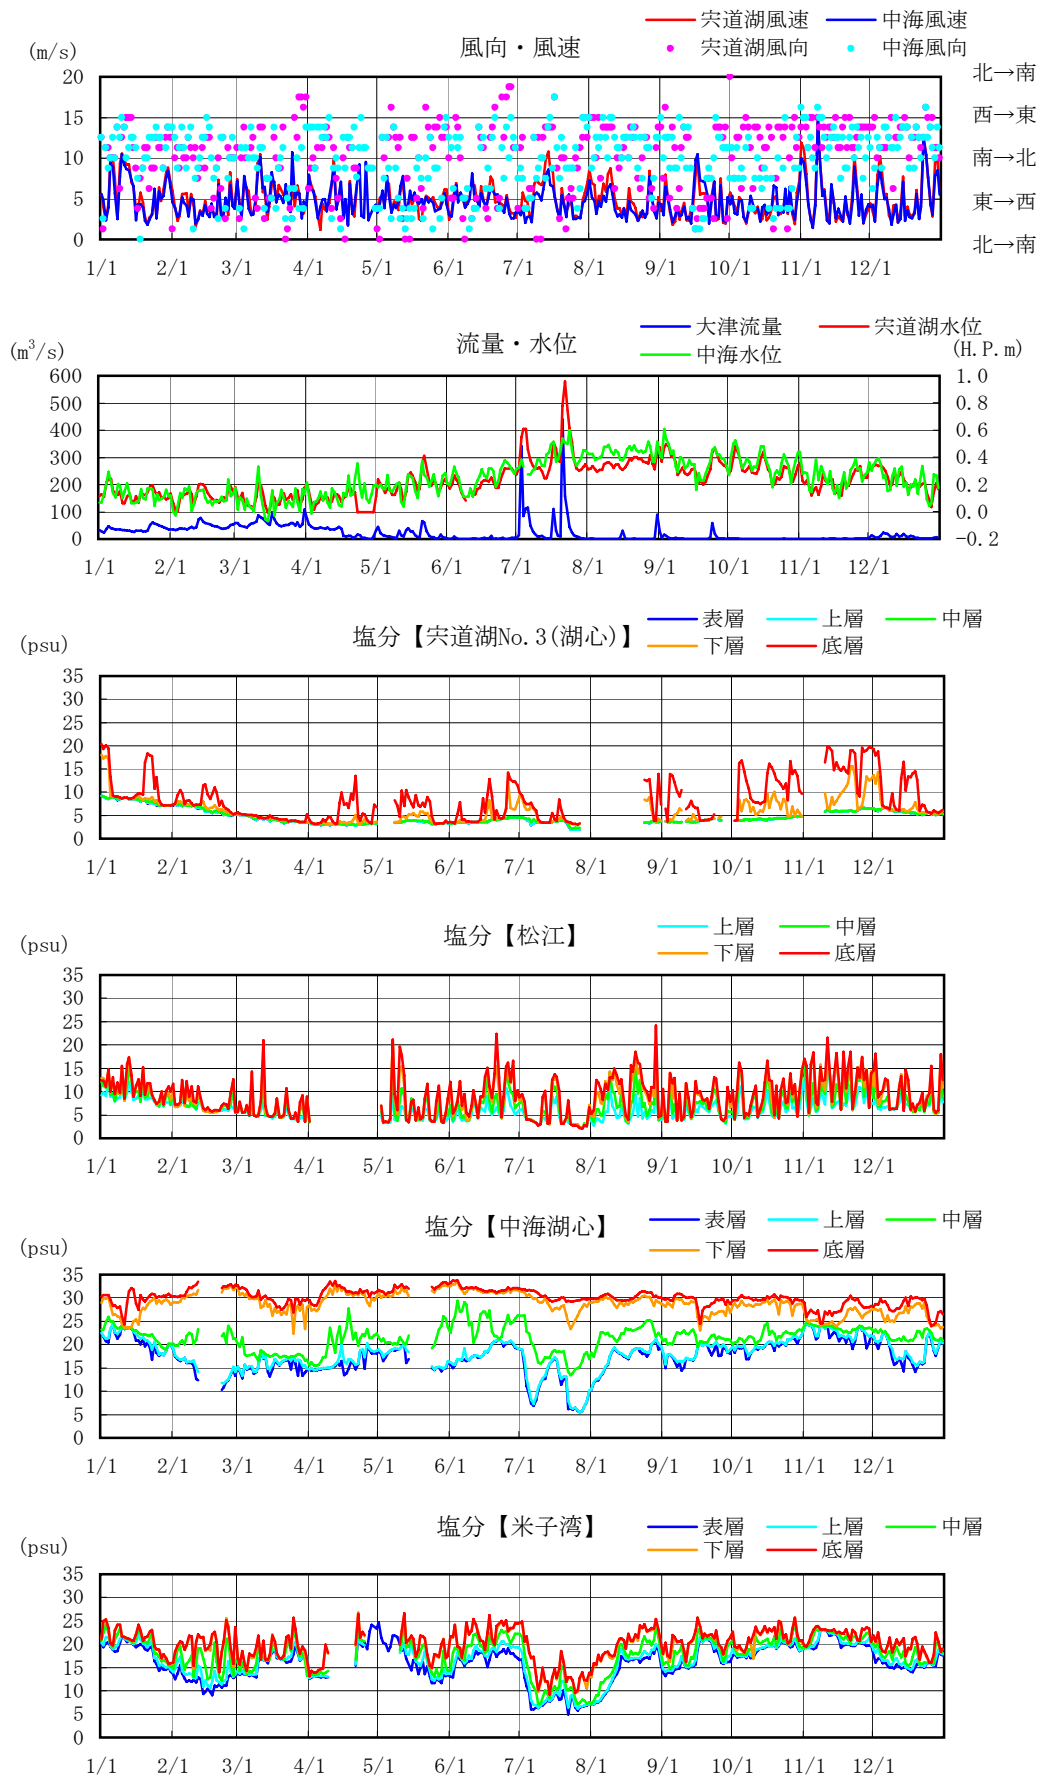 宍道湖風速 中海風速
(m/s) 風向・風速 宍道湖風向 中海風向
20 北→南
15 西→東
10 南→北
5 東→西
0 北→南
1/1 2/1 3/1 4/1 5/1 6/1 7/1 8/1 9/1 10/1 11/1 12/1
大津流量 宍道湖水位
(m³/s) 流量・水位 中海水位 (H.P.m)
600 1.0
500 0.8
400 0.6
300 0.4
200 0.2
100 0.0
0 -0.2
1/1 2/1 3/1 4/1 5/1 6/1 7/1 8/1 9/1 10/1 11/1 12/1
表層 上層 中層
(psu) 塩分【宍道湖No.3(湖心)】 下層 底層
35
30
25
20
15
10
5
0
1/1 2/1 3/1 4/1 5/1 6/1 7/1 8/1 9/1 10/1 11/1 12/1
上層 中層
(psu) 塩分【松江】 下層 底層
35
30
25
20
15
10
5
0
1/1 2/1 3/1 4/1 5/1 6/1 7/1 8/1 9/1 10/1 11/1 12/1
塩分【中海湖心】 表層 上層 中層
(psu) 下層 底層
35
30
25
20
15
10
5
0
1/1 2/1 3/1 4/1 5/1 6/1 7/1 8/1 9/1 10/1 11/1 12/1
塩分【米子湾】 表層 上層 中層
(psu) 下層 底層
35
30
25
20
15
10
5
0
1/1 2/1 3/1 4/1 5/1 6/1 7/1 8/1 9/1 10/1 11/1 12/1